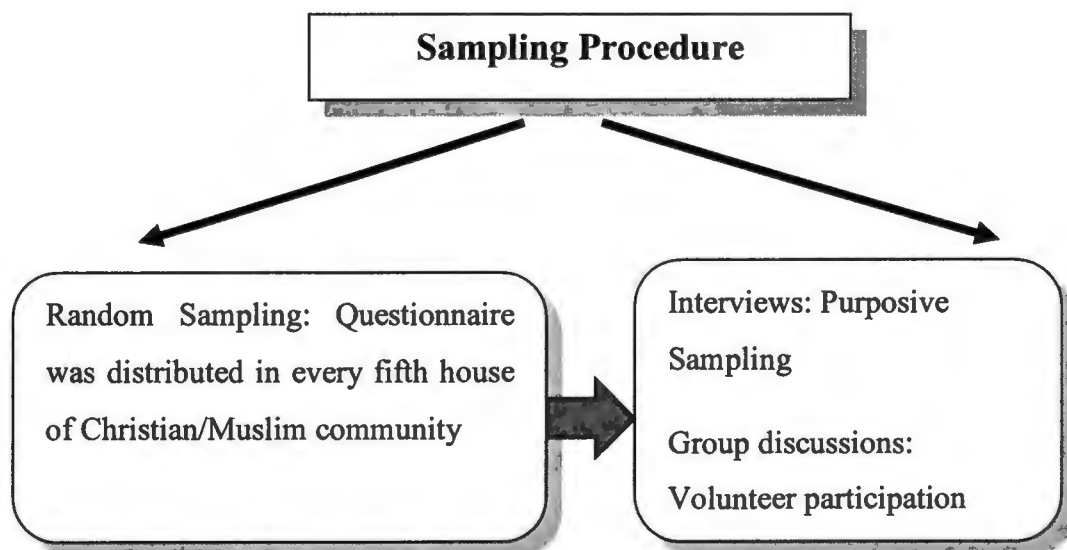 Sampling Procedure
Random Sampling: Questionnaire
was distributed in every fifth house
of Christian/Muslim community
Interviews: Purposive
Sampling
Group discussions:
Volunteer participation